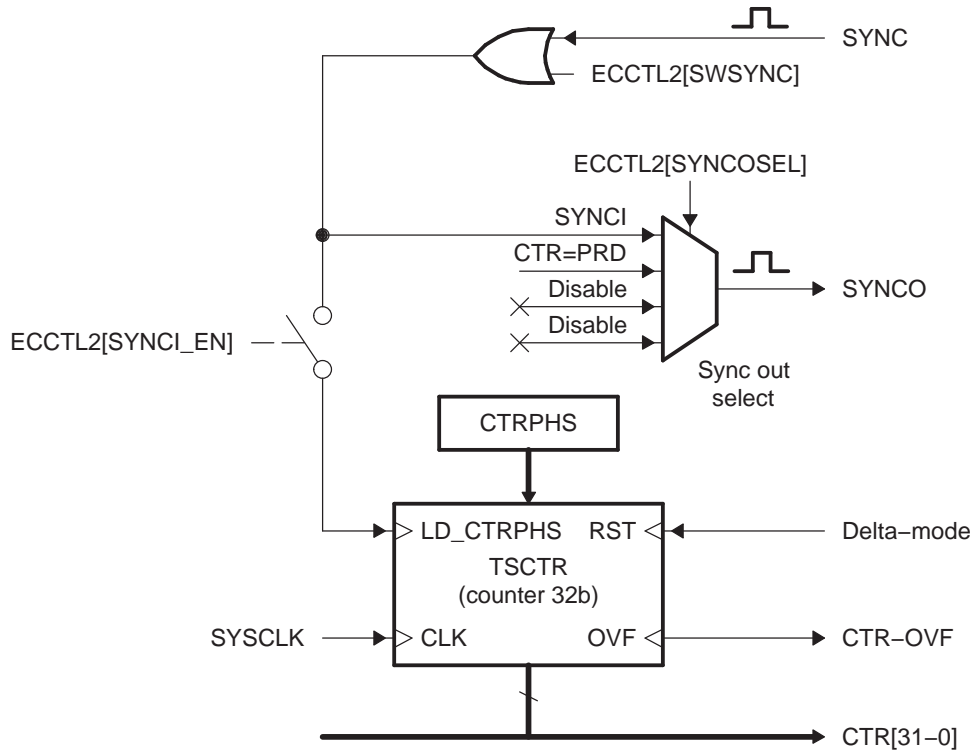 SYNC
ECCTL2[SWSYNC]
ECCTL2[SYNCOSEL]
SYNCI
CTR=PRD
Disable
SYNCO
Disable
ECCTL2[SYNCI_EN]
Sync out
select
CTRPHS
LD_CTRPHS RST
Delta−mode
TSCTR
(counter 32b)
SYSCLK
CLK OVF
CTR−OVF
CTR[31−0]